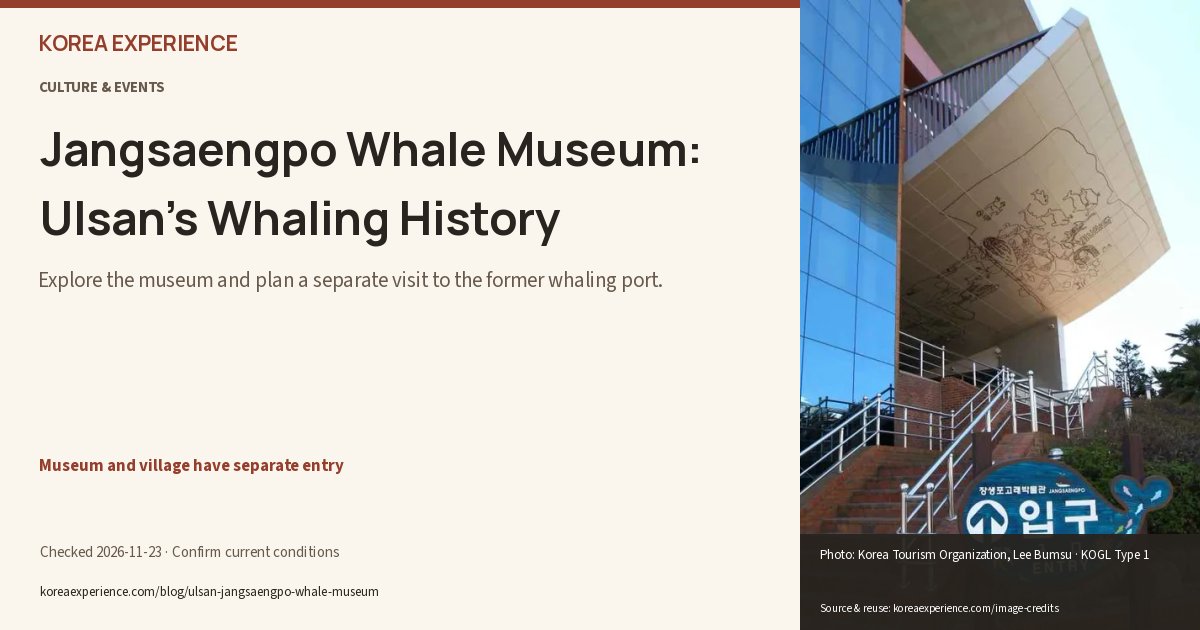 KOREA EXPERIENCE
CULTURE & EVENTS
Jangsaengpo Whale Museum:
Ulsan’s Whaling History
Explore the museum and plan a separate visit to the former whaling port.
Museum and village have separate entry
Checked 2026-11-23 · Confirm current conditions
koreaexperience.com/blog/ulsan-jangsaengpo-whale-museum
장생포고래박물관 JANGSAENGPO
입구
ENTRY
Photo: Korea Tourism Organization, Lee Bumsu · KOGL Type 1
Source & reuse: koreaexperience.com/image-credits